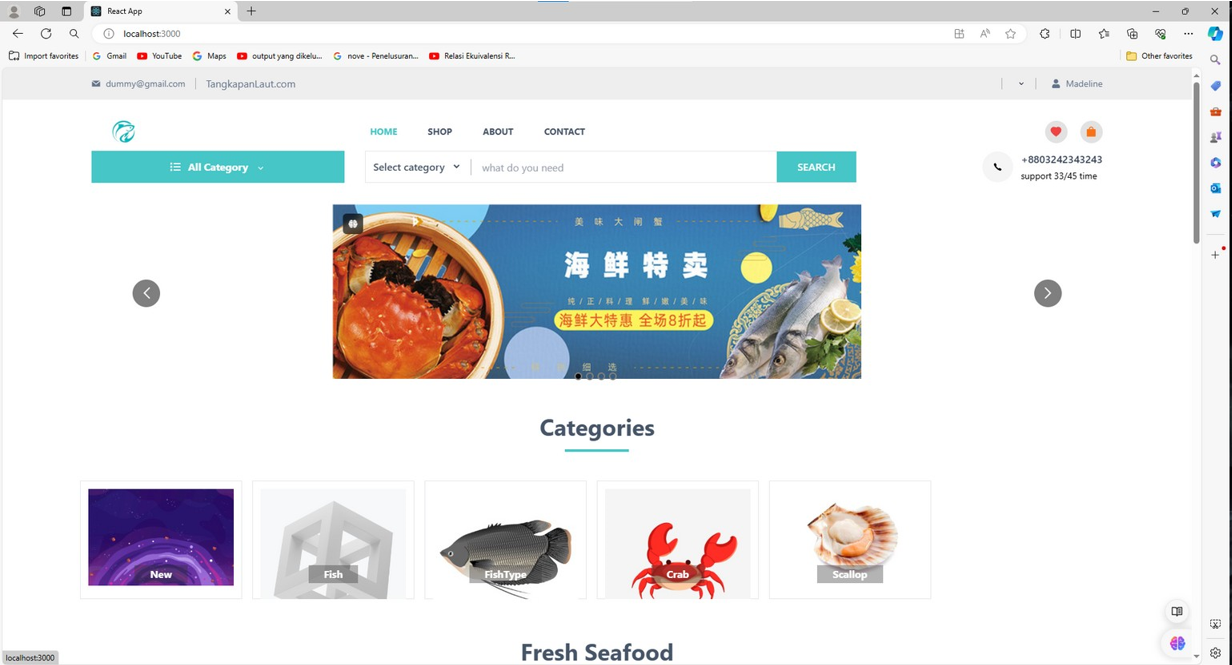 React App
localhost:3000
Import favorites
Gmail
YouTube
Maps
output yang dikelu...
nove - Penelusuran...
Relasi Ekuivalensi R...
Other favorites
dummy@gmail.com
TangkapanLaut.com
Madeline
HOME
SHOP
ABOUT
CONTACT
All Category
Select category
what do you need
SEARCH
+8803242343243
support 33/45 time
美味大闸蟹
海鲜特卖
纯/正/料/理 鲜/嫩/美/味
海鲜大特惠 全场8折起
细选
Categories
New
Fish
FishType
Crab
Scallop
Fresh Seafood
localhost:3000